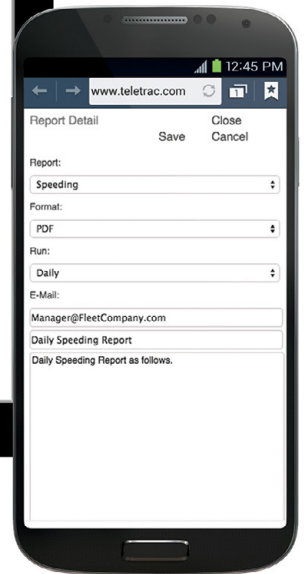 12:45 PM
www.teletrac.com
1
Report Detail
Close
Save
Cancel
Report:
Speeding
Format:
PDF
Run:
Daily
E-Mail:
Manager@FleetCompany.com
Daily Speeding Report
Daily Speeding Report as follows.